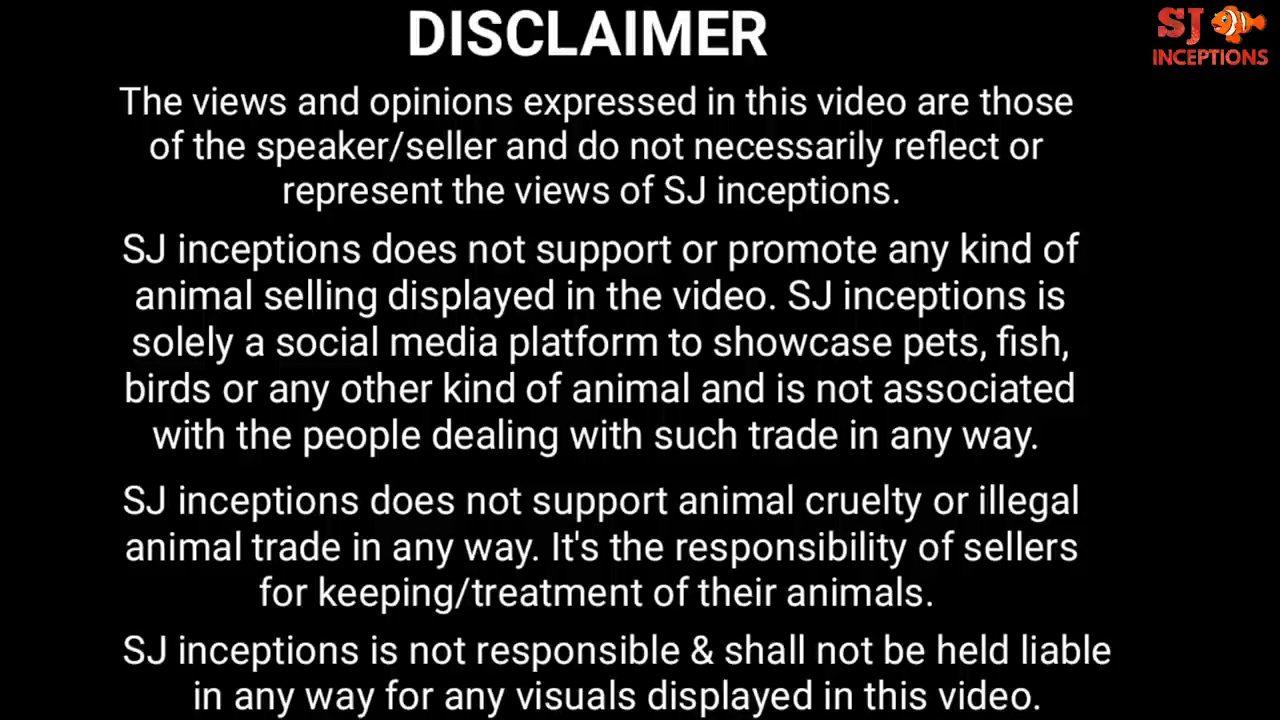 DISCLAIMER
SJ
INCEPTIONS
The views and opinions expressed in this video are those
of the speaker/seller and do not necessarily reflect or
represent the views of SJ inceptions.
SJ inceptions does not support or promote any kind of
animal selling displayed in the video. SJ inceptions is
solely a social media platform to showcase pets, fish,
birds or any other kind of animal and is not associated
with the people dealing with such trade in any way.
SJ inceptions does not support animal cruelty or illegal
animal trade in any way. It's the responsibility of sellers
for keeping/treatment of their animals.
SJ inceptions is not responsible & shall not be held liable
in any way for any visuals displayed in this video.